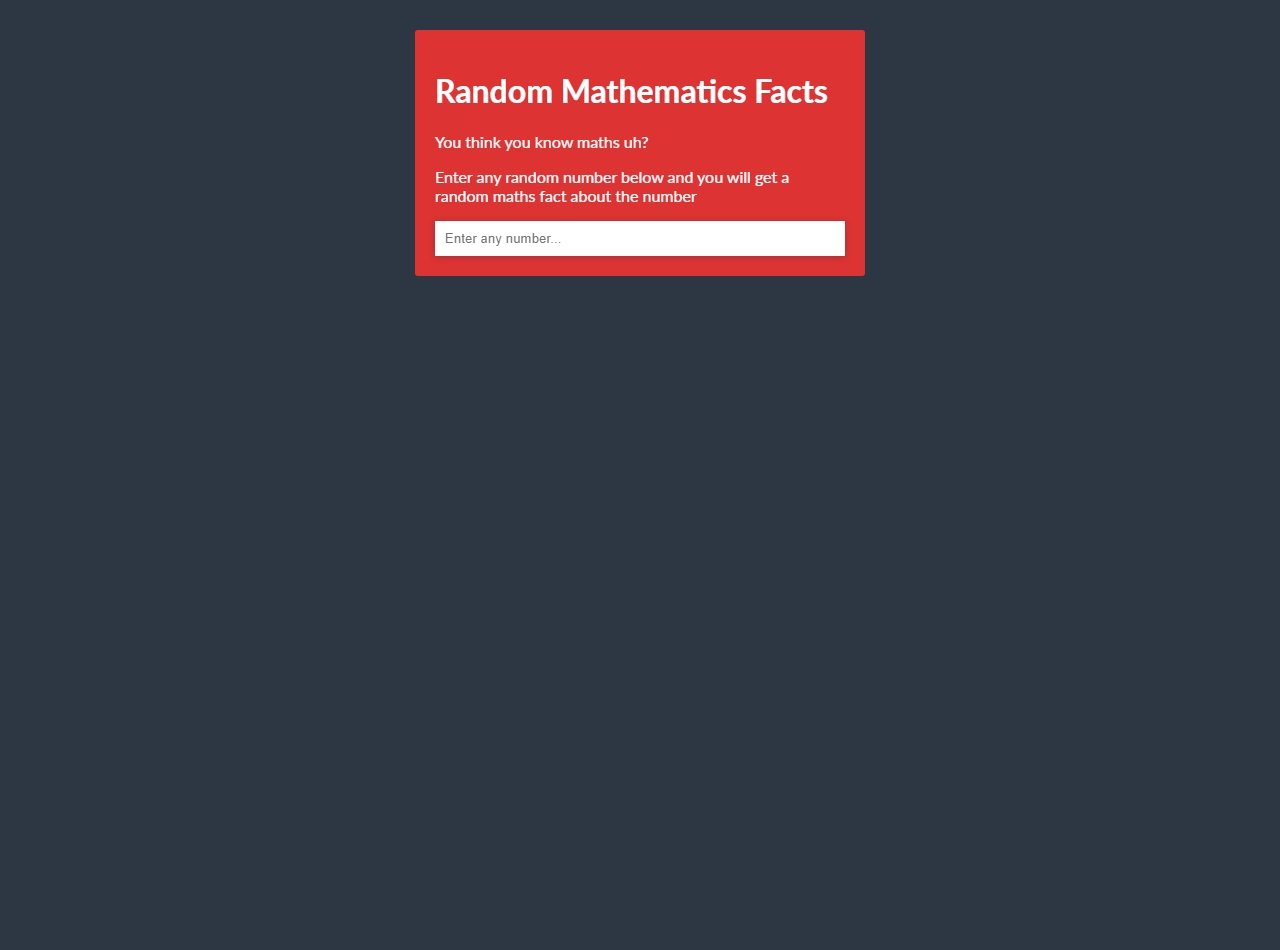 Random Mathematics Facts
You think you know maths uh?
Enter any random number below and you will get a
random maths fact about the number
Enter any number...